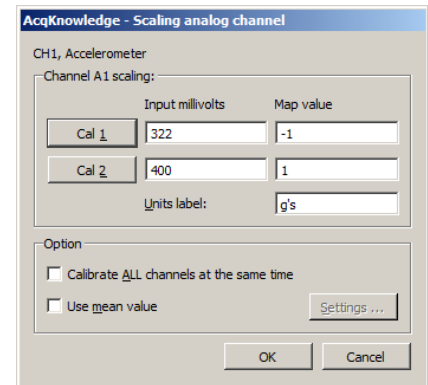 AcqKnowledge - Scaling analog channel
CH1, Accelerometer
Channel A1 scaling:
Input millivolts Map value
Cal 1 322 -1
Cal 2 400 1
Units label: g's
Option
Calibrate ALL channels at the same time
Use mean value Settings ...
OK Cancel